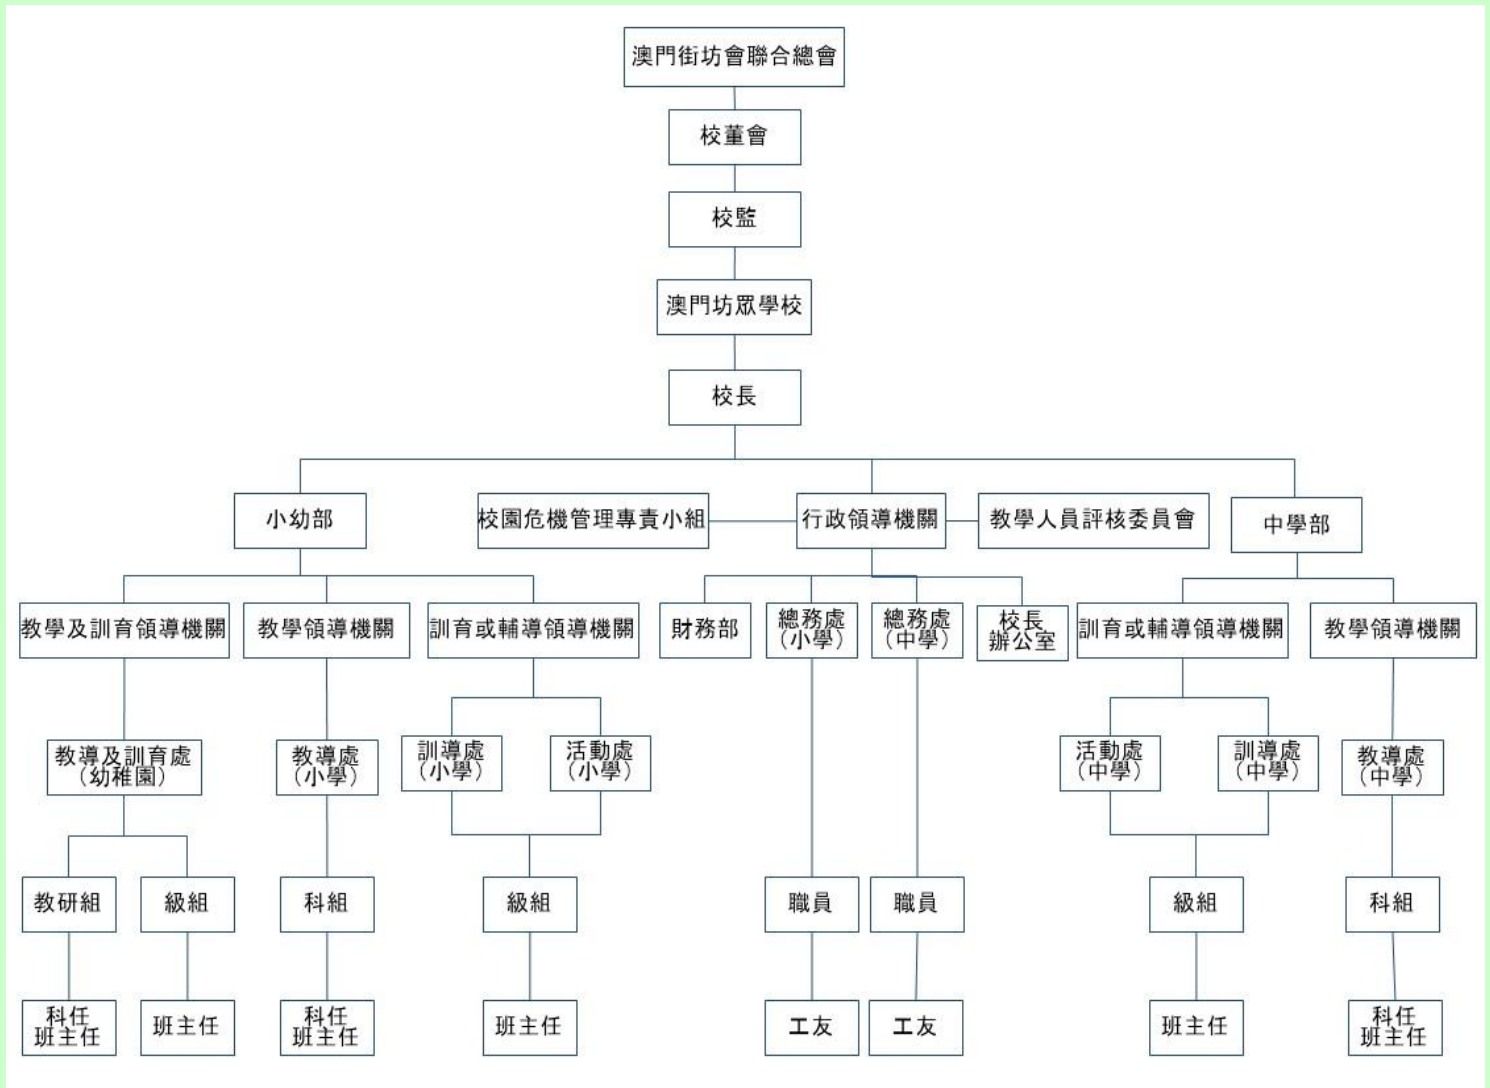 澳門街坊會聯合總會
校董會
校監
澳門坊眾學校
校長
小幼部
校園危機管理專責小組
行政領導機關
教學人員評核委員會
中學部
教學及訓育領導機關
教學領導機關
訓育或輔導領導機關
財務部
總務處
（小學）
總務處
（中學）
校長
辦公室
訓育或輔導領導機關
教學領導機關
教導及訓育處
（幼稚園）
教導處
（小學）
訓導處
（小學）
活動處
（小學）
活動處
（中學）
訓導處
（中學）
教導處
（中學）
教研組
級組
科組
級組
職員
職員
級組
科組
科任
班主任
班主任
科任
班主任
班主任
工友
工友
班主任
科任
班主任